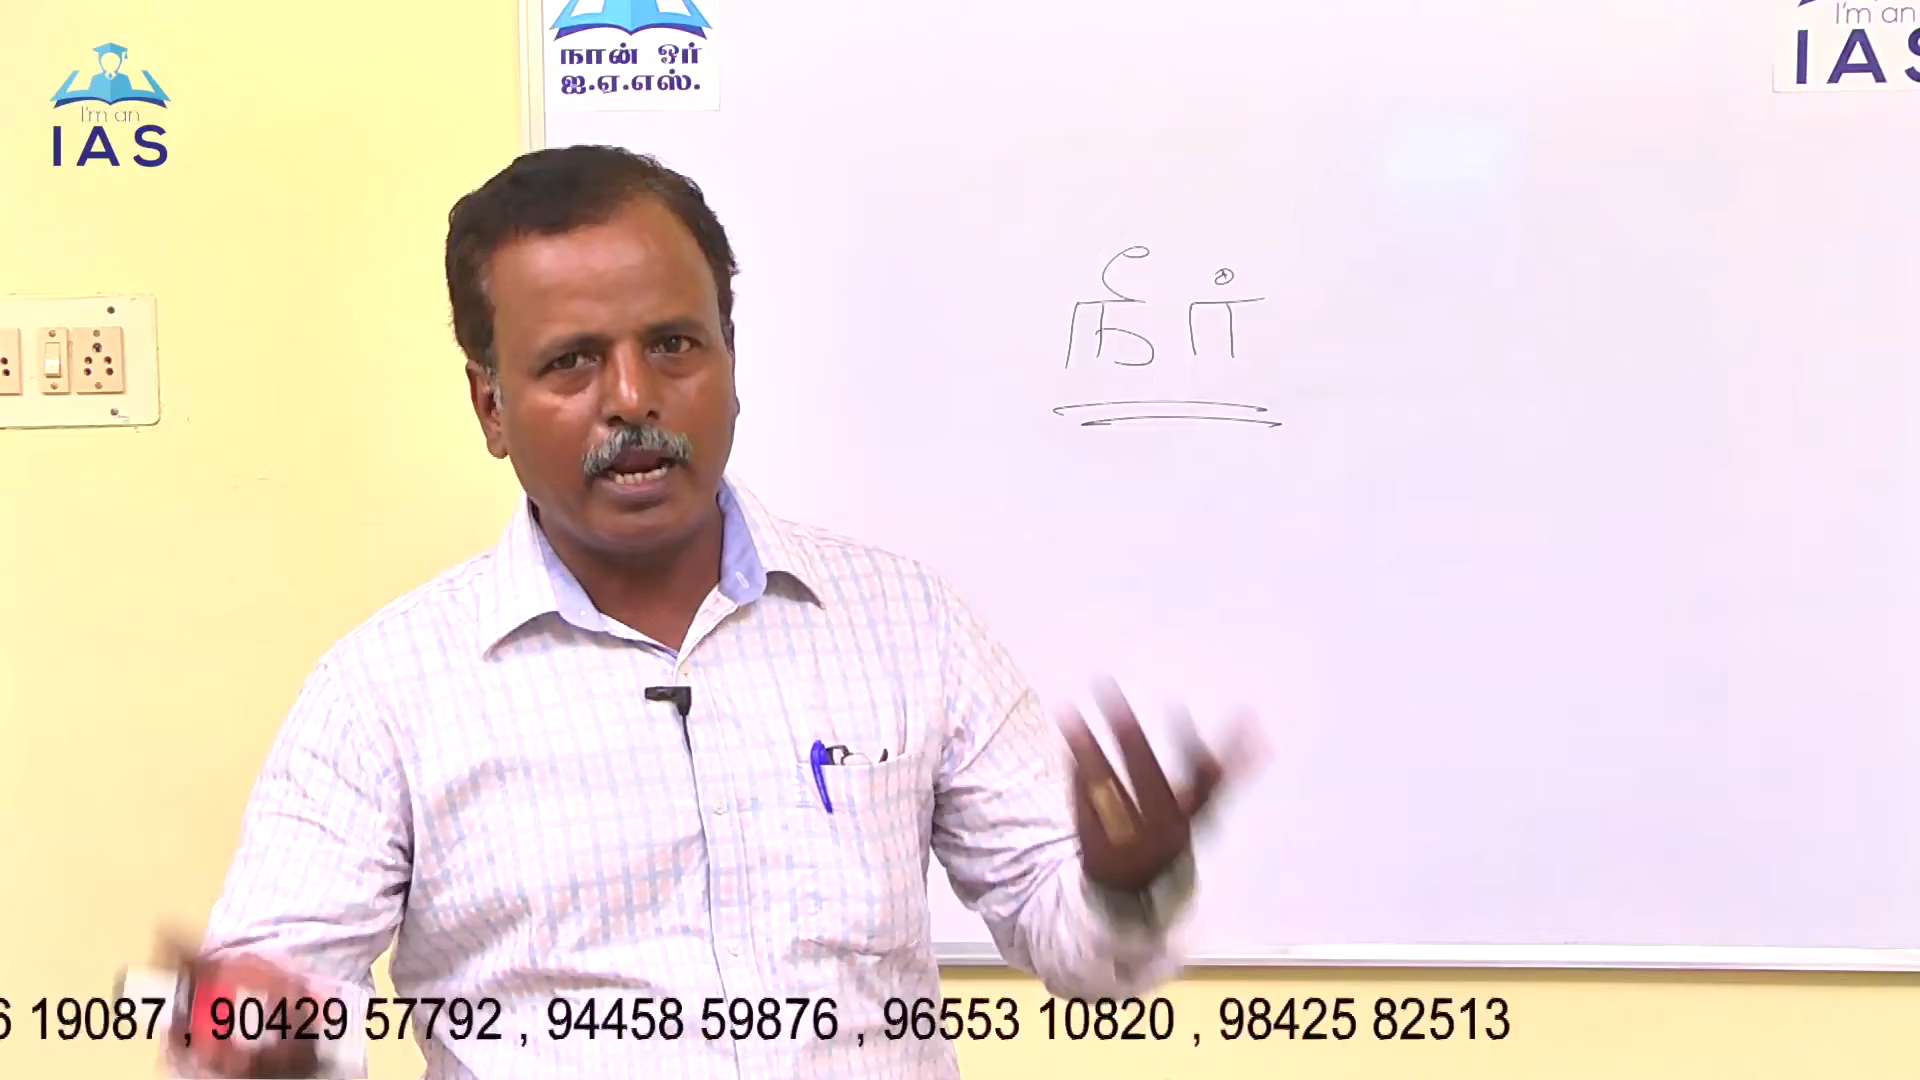 I'm an
IAS
நான் ஓர்
ஐ.ஏ.எஸ்.
I'm an
IAS
நீர்
6 19087 , 90429 57792 , 94458 59876 , 96553 10820 , 98425 82513